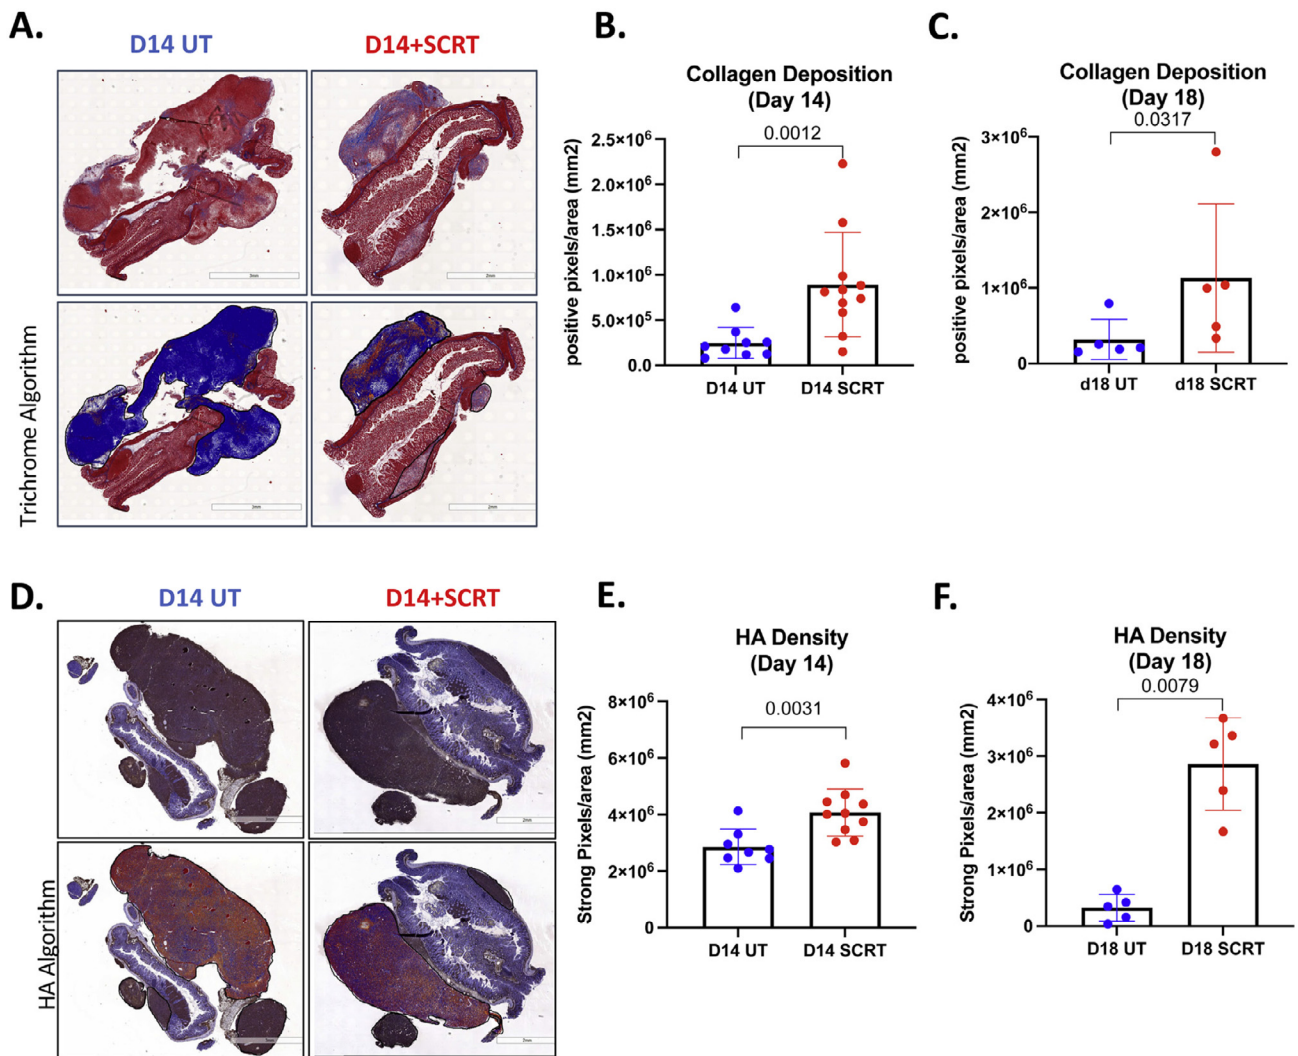 A.
D14 UT
D14+SCRT
Trichrome Algorithm
2mm
2mm
2mm
B.
Collagen Deposition
(Day 14)
0.0012
positive pixels/area (mm2)
2.5×10⁶
2.0×10⁶
1.5×10⁶
1.0×10⁶
5.0×10⁵
0.0
D14 UT
D14 SCRT
C.
Collagen Deposition
(Day 18)
0.0317
positive pixels/area (mm2)
3×10⁶
2×10⁶
1×10⁶
0
d18 UT
d18 SCRT
D.
D14 UT
D14+SCRT
HA Algorithm
2mm
2mm
E.
HA Density
(Day 14)
0.0031
Strong Pixels/area (mm2)
8×10⁶
6×10⁶
4×10⁶
2×10⁶
0
D14 UT
D14 SCRT
F.
HA Density
(Day 18)
0.0079
Strong Pixels/area (mm2)
4×10⁶
3×10⁶
2×10⁶
1×10⁶
0
D18 UT
D18 SCRT